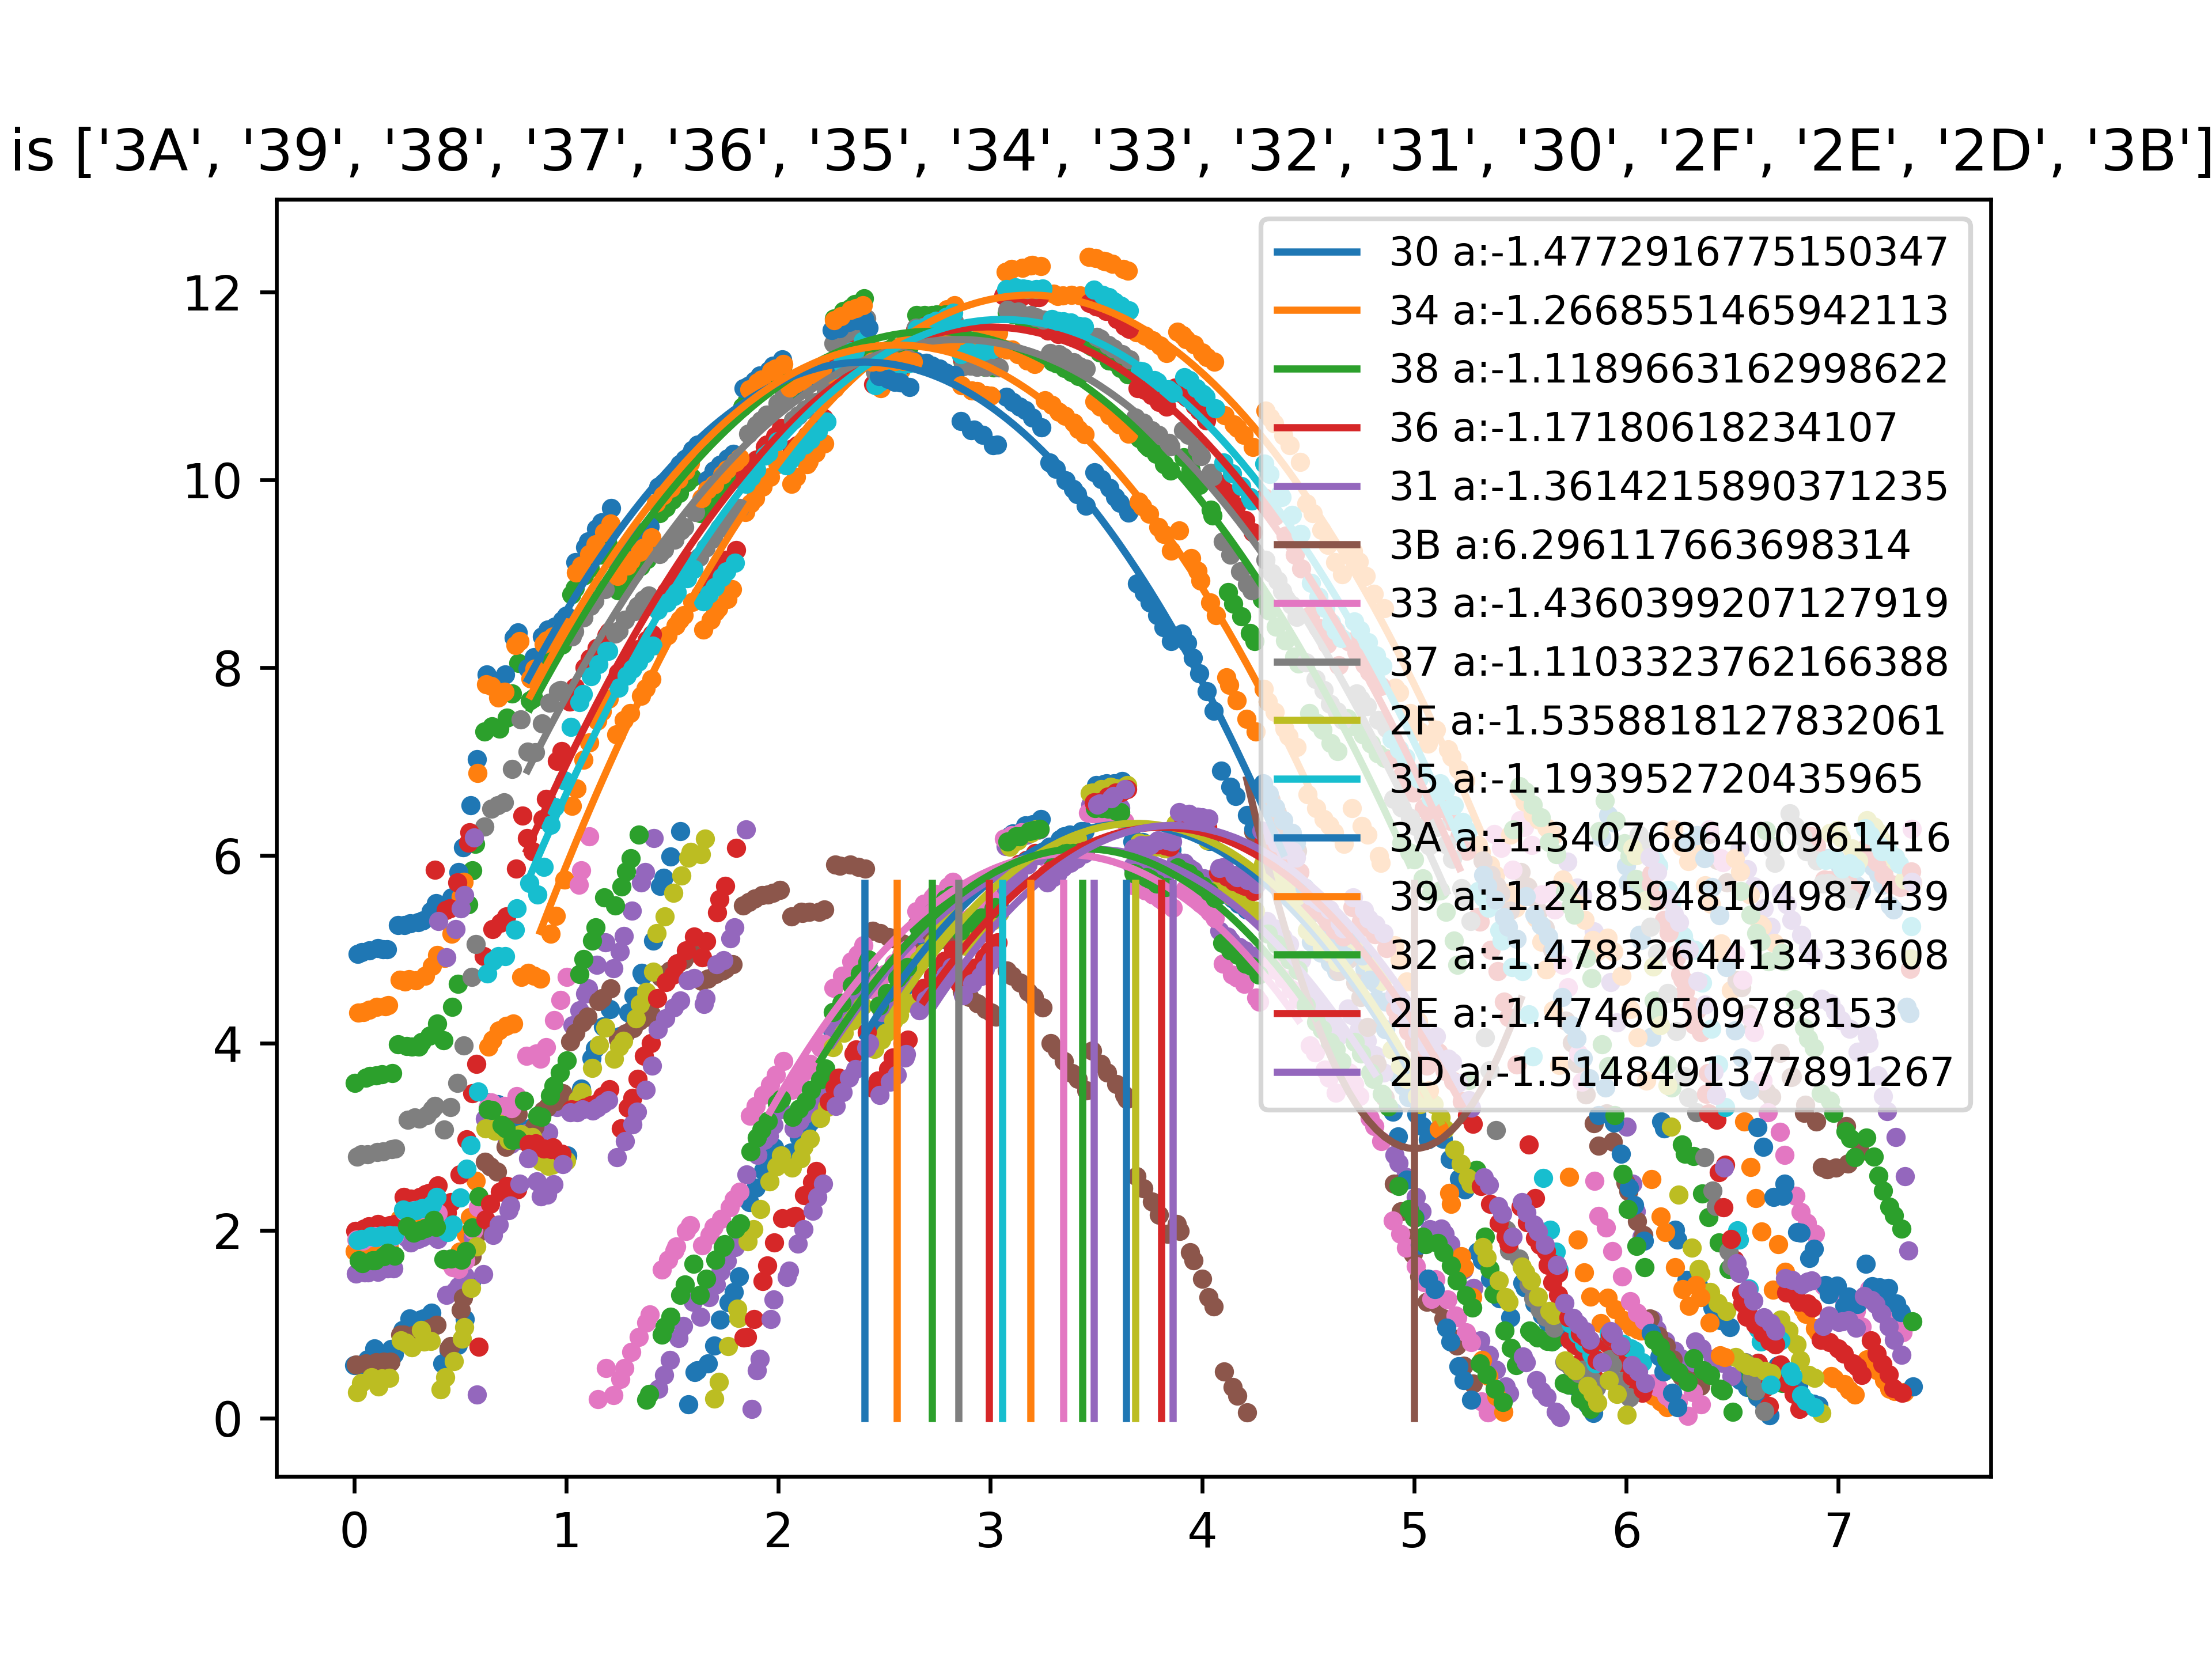 is ['3A', '39', '38', '37', '36', '35', '34', '33', '32', '31', '30', '2F', '2E', '2D', '3B']
30 a:-1.4772916775150347
34 a:-1.2668551465942113
38 a:-1.1189663162998622
36 a:-1.17180618234107
31 a:-1.3614215890371235
3B a:6.296117663698314
33 a:-1.4360399207127919
37 a:-1.1103323762166388
2F a:-1.5358818127832061
35 a:-1.193952720435965
3A a:-1.3407686400961416
39 a:-1.2485948104987439
32 a:-1.4783264413433608
2E a:-1.47460509788153
2D a:-1.5148491377891267
12
10
8
6
4
2
0
0 1 2 3 4 5 6 7